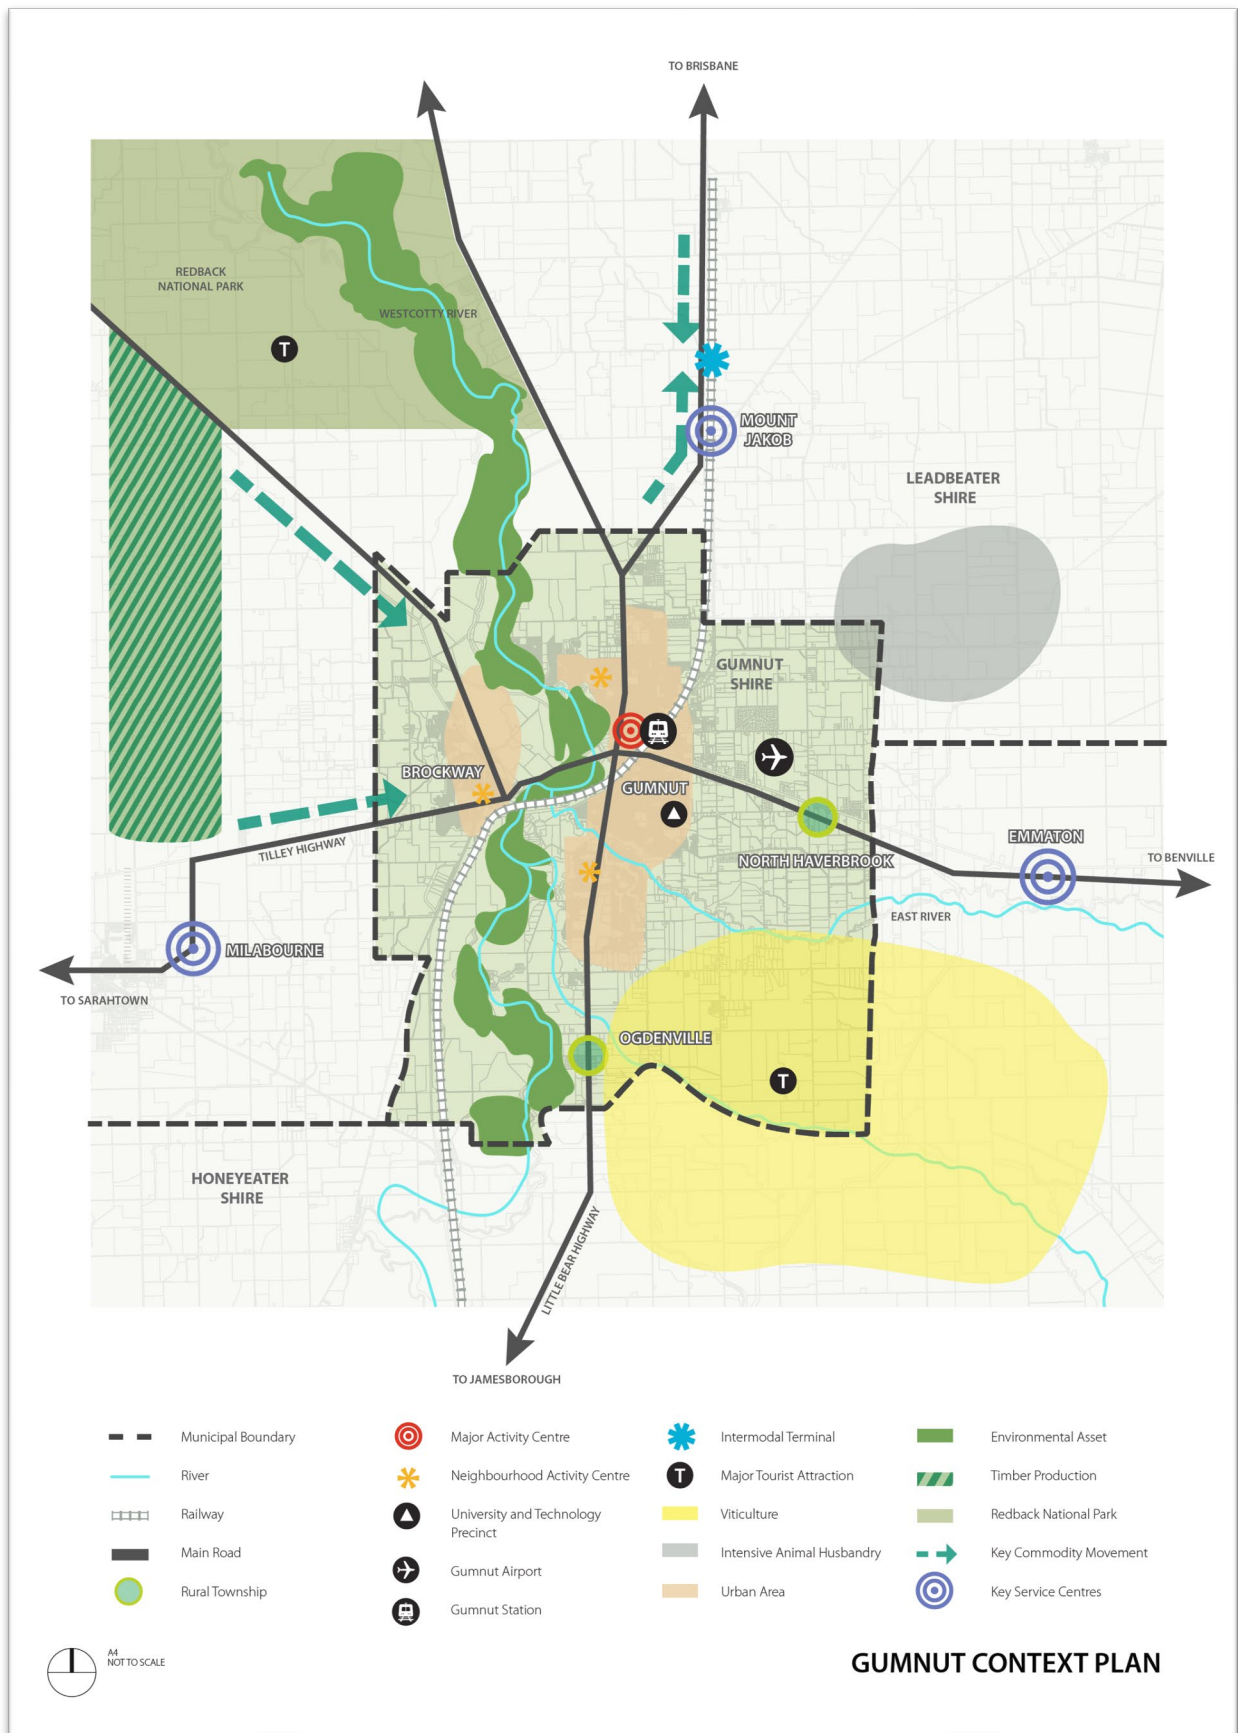 TO BRISBANE
REDBACK
NATIONAL PARK
WESTCOTTY RIVER
T
MOUNT
JAKOB
LEADBEATER
SHIRE
GUMNUT
SHIRE
BROCKWAY
GUMNUT
TILLEY HIGHWAY
NORTH HAVERBROOK
EMMATON
TO BENVILLE
EAST RIVER
MILABOURNE
TO SARAHTOWN
OGDENVILLE
T
HONEYEATER
SHIRE
LITTLE BEAR HIGHWAY
TO JAMESBOROUGH
Municipal Boundary
River
Railway
Main Road
Rural Township
Major Activity Centre
Neighbourhood Activity Centre
University and Technology
Precinct
Gumnut Airport
Gumnut Station
Intermodal Terminal
T Major Tourist Attraction
Viticulture
Intensive Animal Husbandry
Urban Area
Environmental Asset
Timber Production
Redback National Park
Key Commodity Movement
Key Service Centres
A4
NOT TO SCALE
GUMNUT CONTEXT PLAN